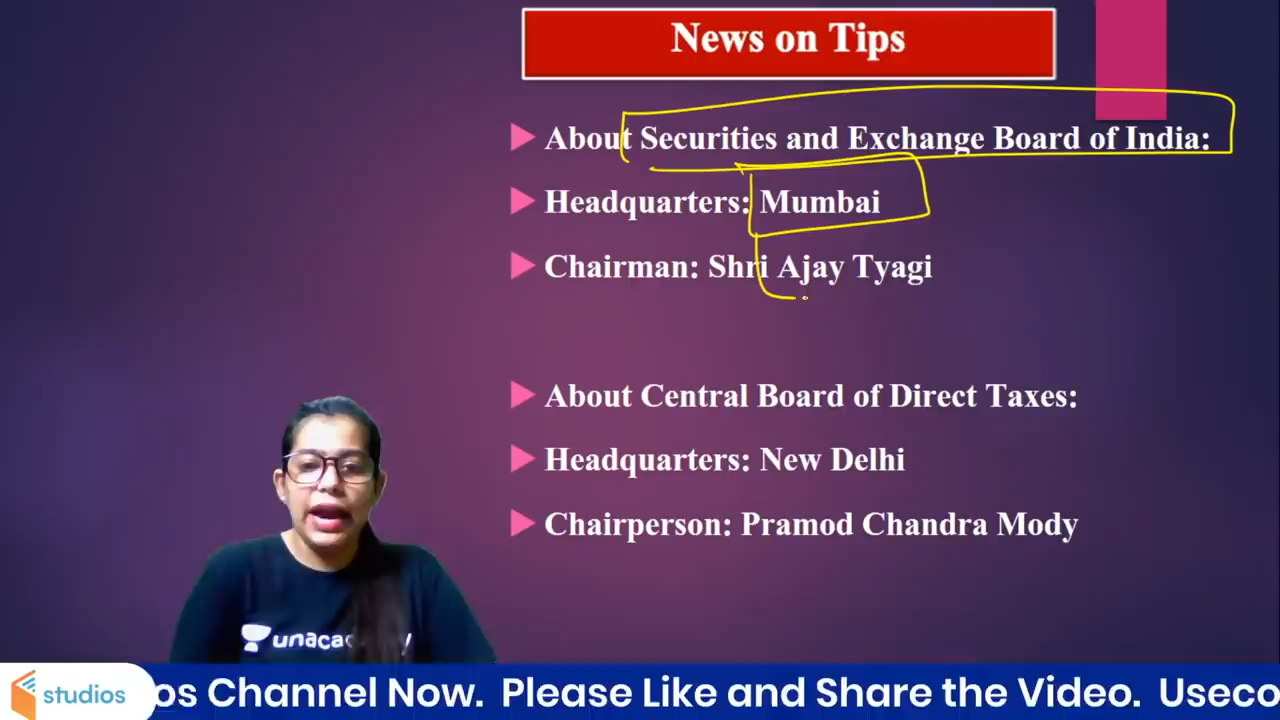 News on Tips
About Securities and Exchange Board of India:
Headquarters: Mumbai
Chairman: Shri Ajay Tyagi
About Central Board of Direct Taxes:
Headquarters: New Delhi
Chairperson: Pramod Chandra Mody
studios
os Channel Now. Please Like and Share the Video. Useco